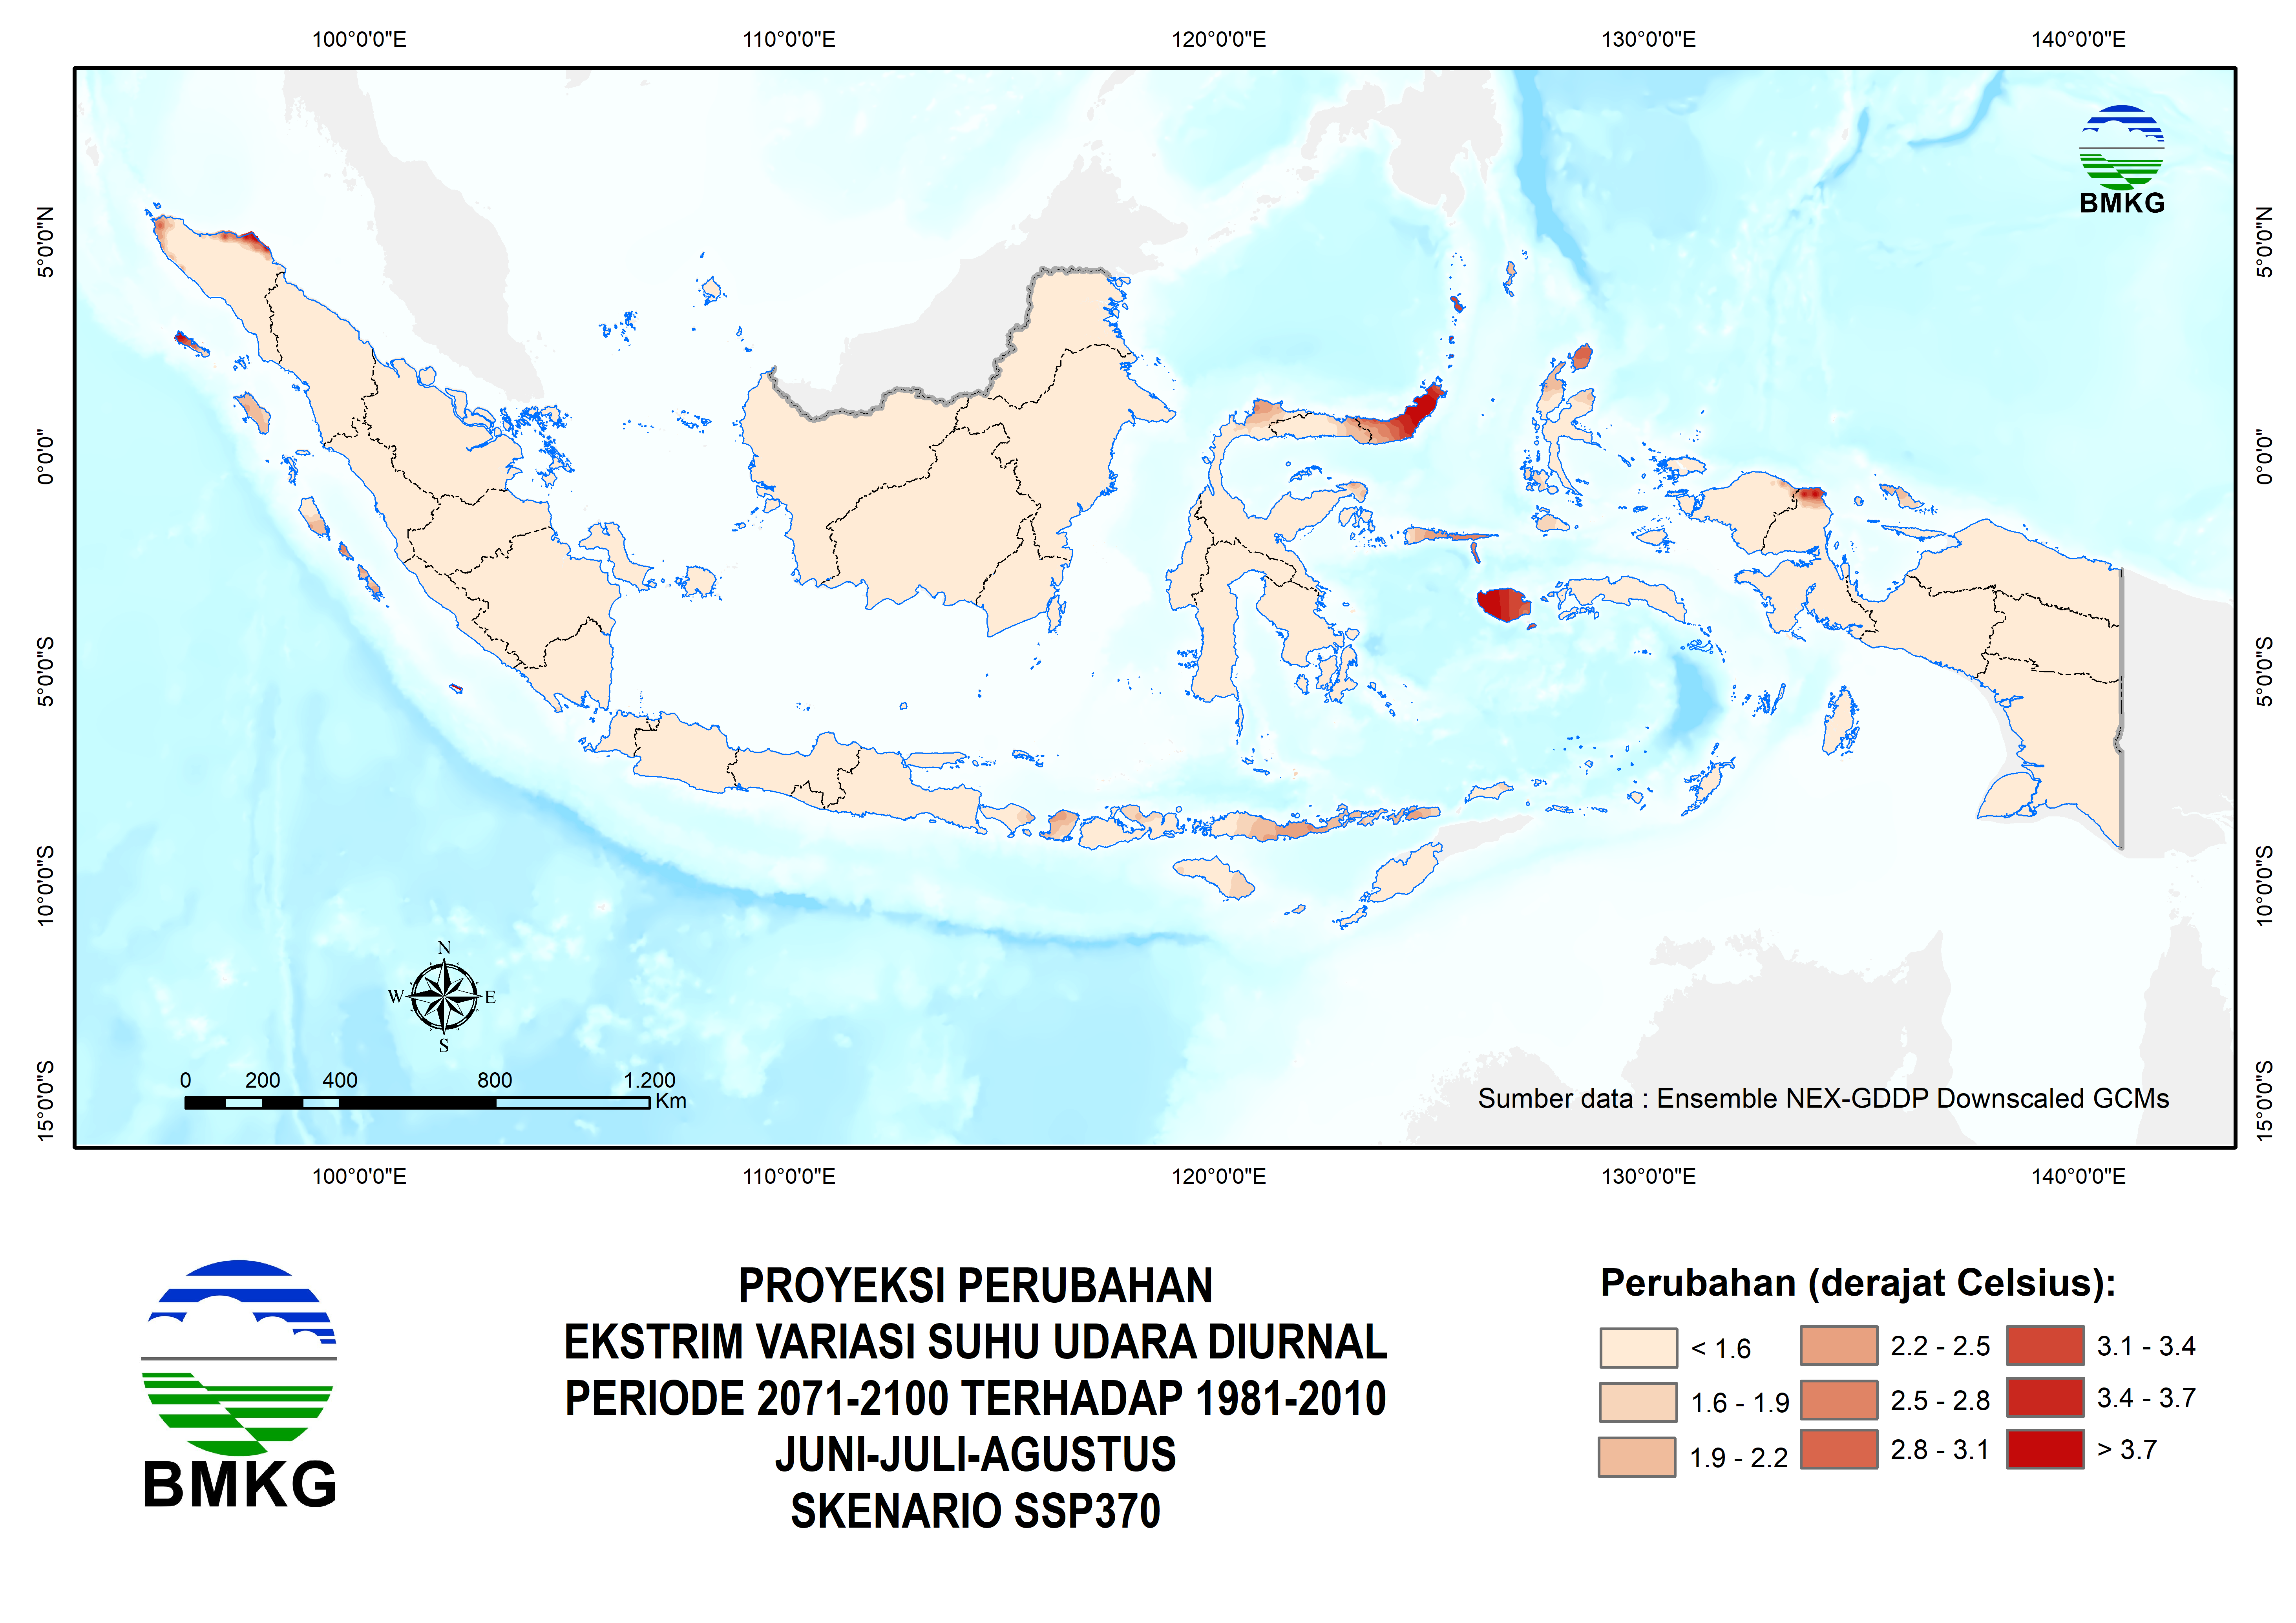 100°0'0"E 110°0'0"E 120°0'0"E 130°0'0"E 140°0'0"E
BMKG
5°0'0"N 5°0'0"N
0°0'0" 0°0'0"
5°0'0"S 5°0'0"S
10°0'0"S 10°0'0"S
15°0'0"S 15°0'0"S
N
W E
S
0 200 400 800 1.200
Km
Sumber data : Ensemble NEX-GDDP Downscaled GCMs
100°0'0"E 110°0'0"E 120°0'0"E 130°0'0"E 140°0'0"E
BMKG
PROYEKSI PERUBAHAN
EKSTRIM VARIASI SUHU UDARA DIURNAL
PERIODE 2071-2100 TERHADAP 1981-2010
JUNI-JULI-AGUSTUS
SKENARIO SSP370
Perubahan (derajat Celsius):
< 1.6 2.2 - 2.5 3.1 - 3.4
1.6 - 1.9 2.5 - 2.8 3.4 - 3.7
1.9 - 2.2 2.8 - 3.1 > 3.7